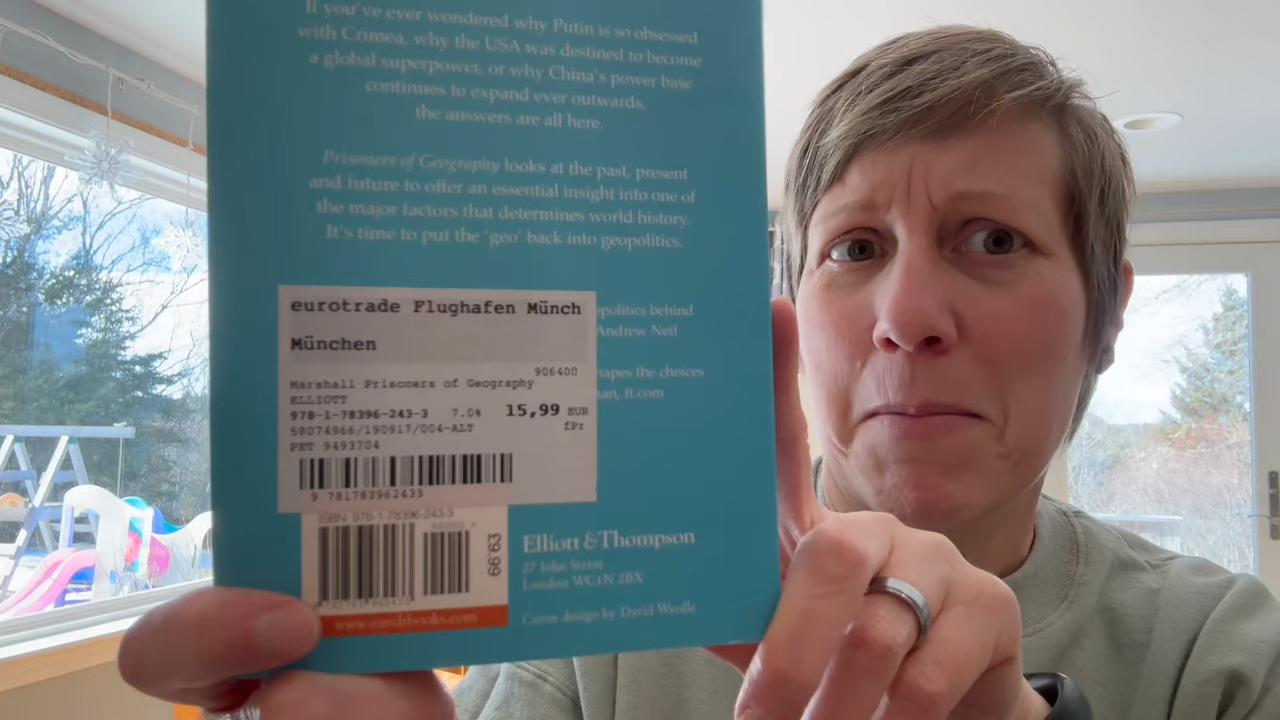 If you've ever wondered why Putin is so obsessed
with Crimea, why the USA was destined to become
a global superpower, or why China's power base
continues to expand ever outwards,
the answers are all here.
Prisoners of Geography looks at the past, present
and future to offer an essential insight into one of
the major factors that determines world history.
It's time to put the 'geo' back into geopolitics.
eurotrade Flughafen Münch
München
906400
Marshall Prisoners of Geography
ELLIOTT
978-1-78396-243-3 7.0% 15,99 EUR
58074966/190917/004-ALT fPr
PET 9493704
9 781783962433
opolitics behind
Andrew Neil
hapes the choices
an, ft.com
ISBN 978-1-78396-243-3
90000 >
£9.99
www.eandtbooks.com
Elliott & Thompson
27 John Street
London WC1N 2BX
Cover design by David Wardle